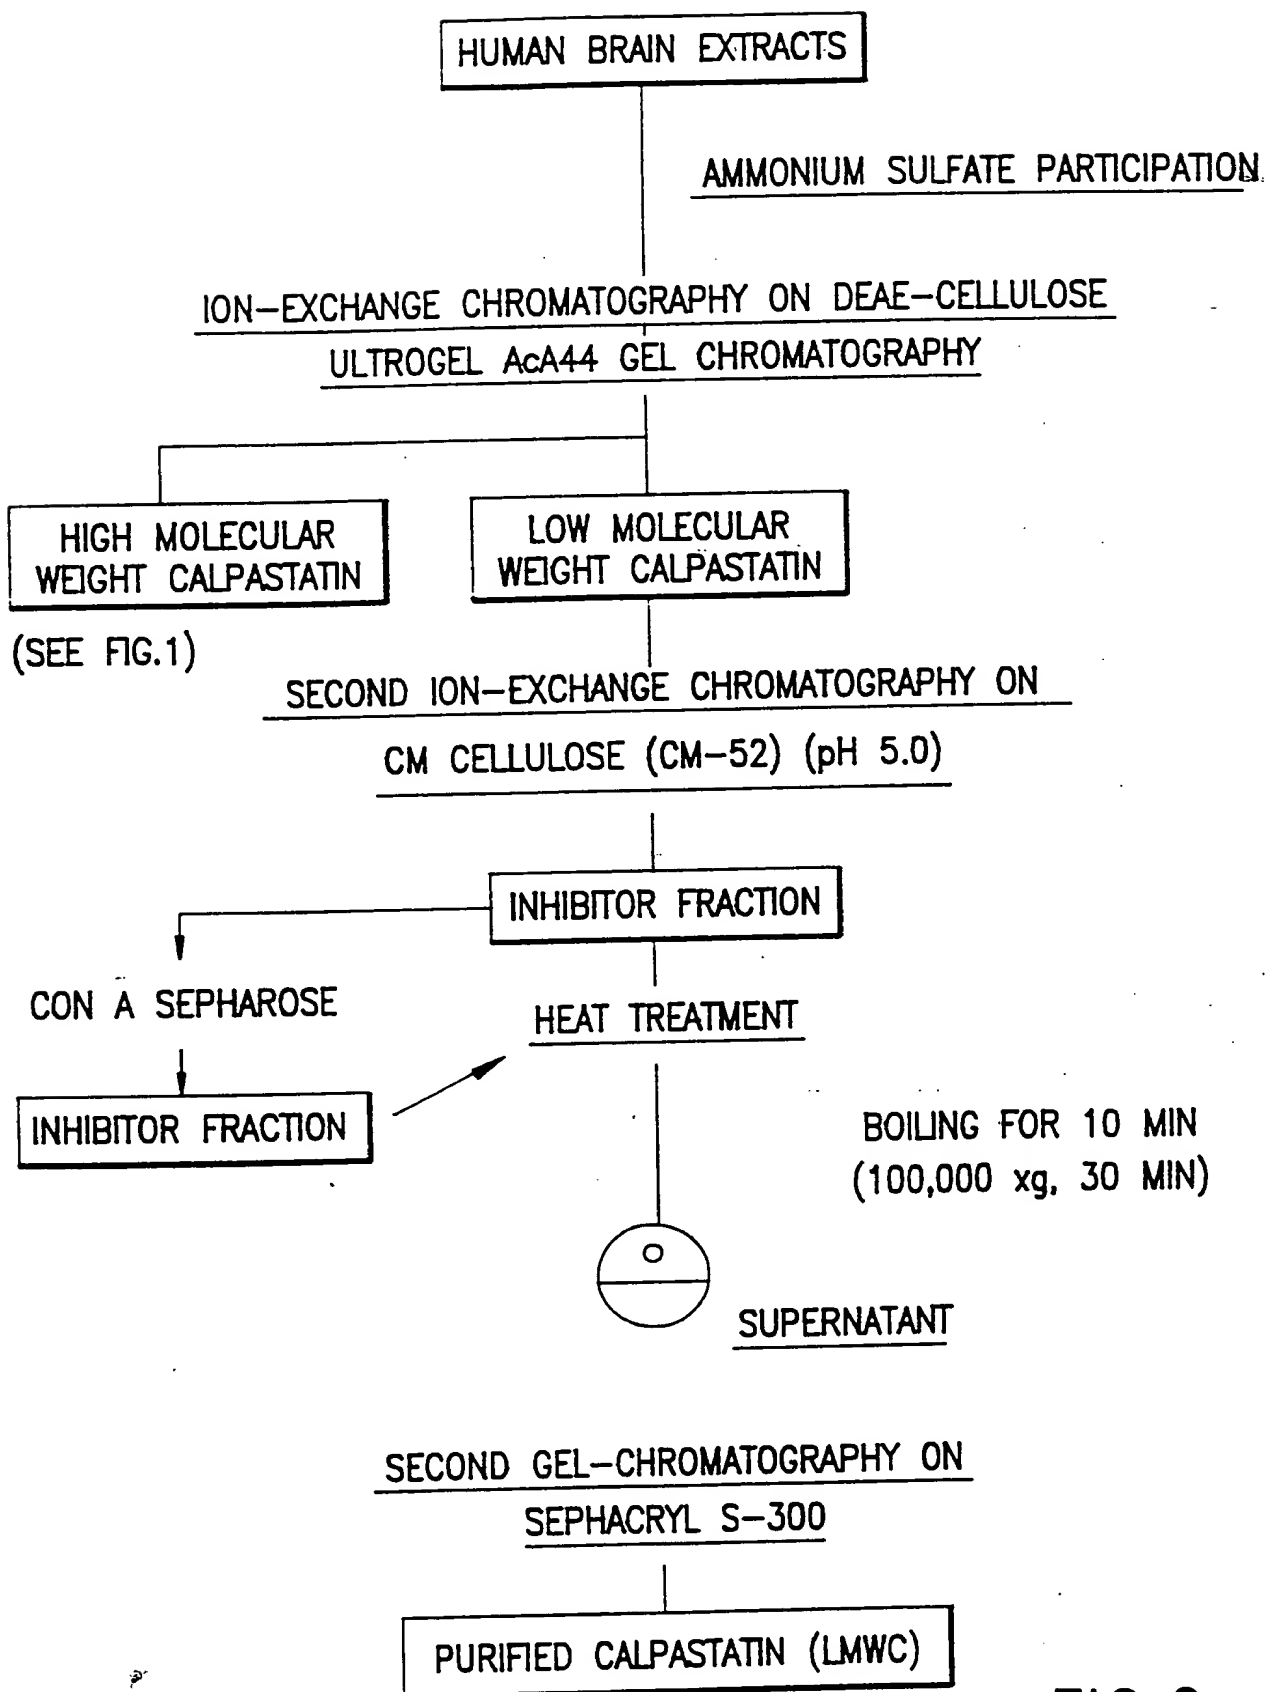 HUMAN BRAIN EXTRACTS
AMMONIUM SULFATE PARTICIPATION
ION-EXCHANGE CHROMATOGRAPHY ON DEAE-CELLULOSE
ULTROGEL AcA44 GEL CHROMATOGRAPHY
HIGH MOLECULAR
WEIGHT CALPASTATIN
(SEE FIG.1)
LOW MOLECULAR
WEIGHT CALPASTATIN
SECOND ION-EXCHANGE CHROMATOGRAPHY ON
CM CELLULOSE (CM-52) (pH 5.0)
INHIBITOR FRACTION
CON A SEPHAROSE
HEAT TREATMENT
INHIBITOR FRACTION
BOILING FOR 10 MIN
(100,000 xg, 30 MIN)
SUPERNATANT
SECOND GEL-CHROMATOGRAPHY ON
SEPHACRYL S-300
PURIFIED CALPASTATIN (LMWC)